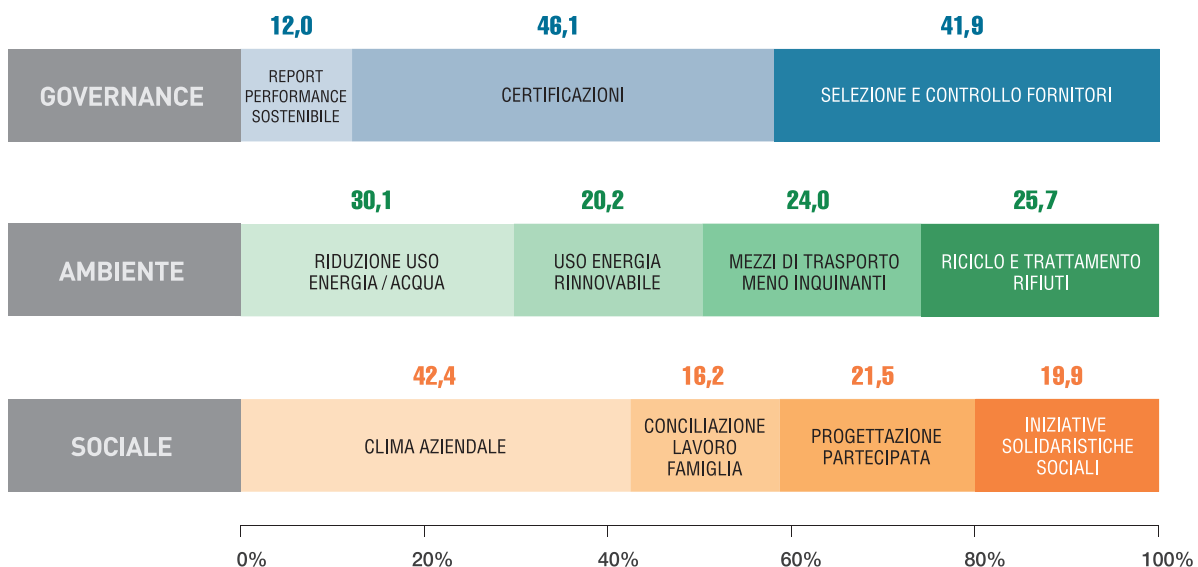 12,0 46,1 41,9
GOVERNANCE
REPORT
PERFORMANCE
SOSTENIBILE
CERTIFICAZIONI
SELEZIONE E CONTROLLO FORNITORI
30,1 20,2 24,0 25,7
AMBIENTE
RIDUZIONE USO
ENERGIA / ACQUA
USO ENERGIA
RINNOVABILE
MEZZI DI TRASPORTO
MENO INQUINANTI
RICICLO E TRATTAMENTO
RIFIUTI
42,4 16,2 21,5 19,9
SOCIALE
CLIMA AZIENDALE
CONCILIAZIONE
LAVORO
FAMIGLIA
PROGETTAZIONE
PARTECIPATA
INIZIATIVE
SOLIDARISTICHE
SOCIALI
0% 20% 40% 60% 80% 100%